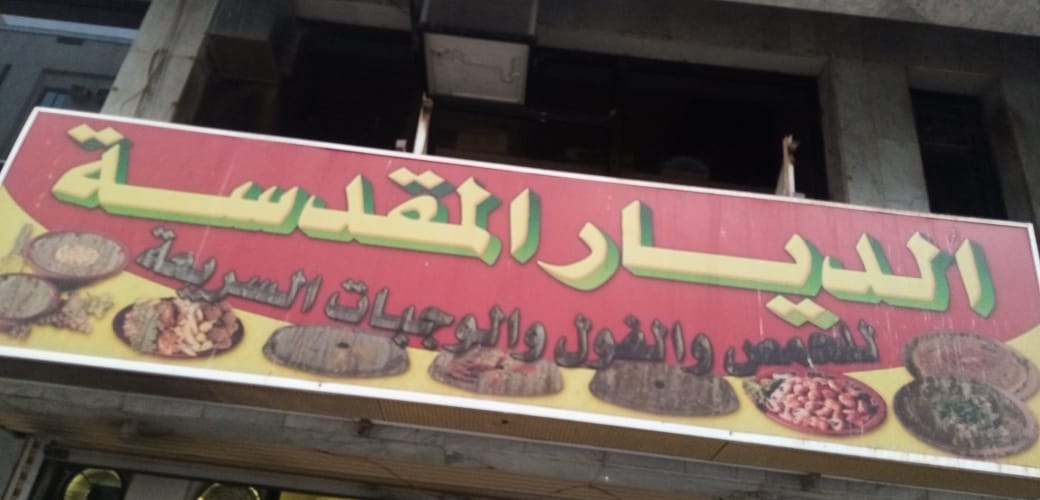 الديار المقدسة
للحمص والفول والوجبات السريعة